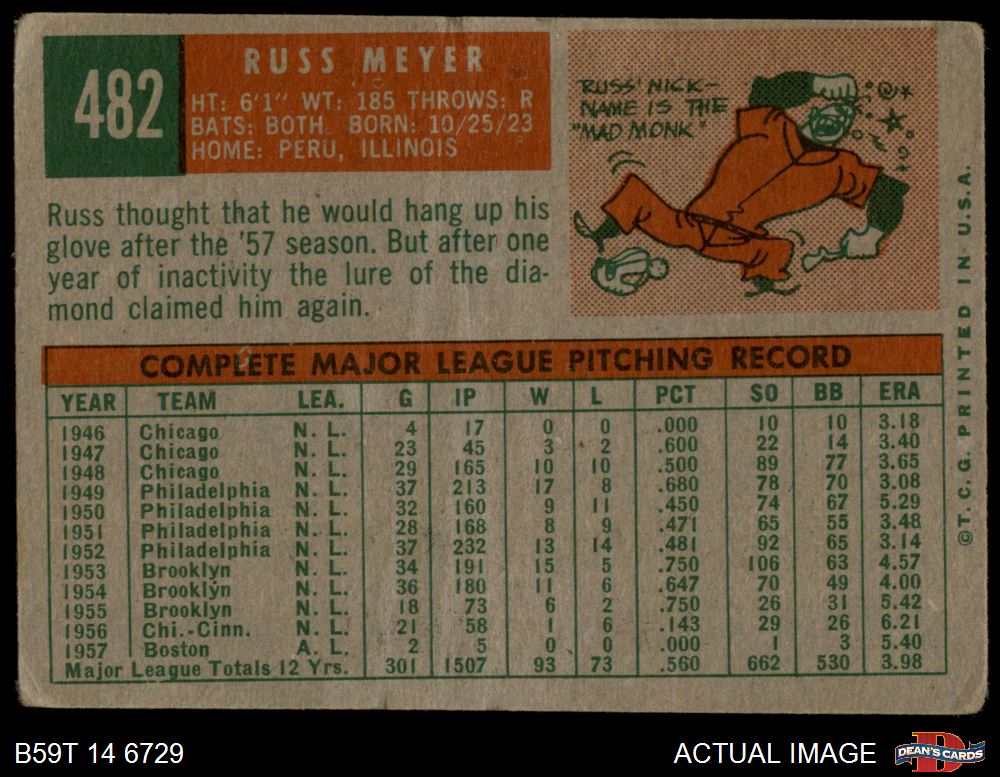 482
RUSS MEYER
HT: 6'1" WT: 185 THROWS: R
BATS: BOTH BORN: 10/25/23
HOME: PERU, ILLINOIS
RUSS' NICK-
NAME IS THE
"MAD MONK"
@*
Russ thought that he would hang up his
glove after the '57 season. But after one
year of inactivity the lure of the dia-
mond claimed him again.
COMPLETE MAJOR LEAGUE PITCHING RECORD
YEAR TEAM LEA. G IP W L PCT SO BB ERA
1946 Chicago N. L. 4 17 0 0 .000 10 10 3.18
1947 Chicago N. L. 23 45 3 2 .600 22 14 3.40
1948 Chicago N. L. 29 165 10 10 .500 89 77 3.65
1949 Philadelphia N. L. 37 213 17 8 .680 78 70 3.08
1950 Philadelphia N. L. 32 160 9 11 .450 74 67 5.29
1951 Philadelphia N. L. 28 168 8 9 .471 65 55 3.48
1952 Philadelphia N. L. 37 232 13 14 .481 92 65 3.14
1953 Brooklyn N. L. 34 191 15 5 .750 106 63 4.57
1954 Brooklyn N. L. 36 180 11 6 .647 70 49 4.00
1955 Brooklyn N. L. 18 73 6 2 .750 26 31 5.42
1956 Chi.-Cinn. N. L. 21 58 1 6 .143 29 26 6.21
1957 Boston A. L. 2 5 0 0 .000 1 3 5.40
Major League Totals 12 Yrs. 301 1507 93 73 .560 662 530 3.98
©T. C. G. PRINTED IN U.S.A.
B59T 14 6729
ACTUAL IMAGE
D
DEAN'S CARDS